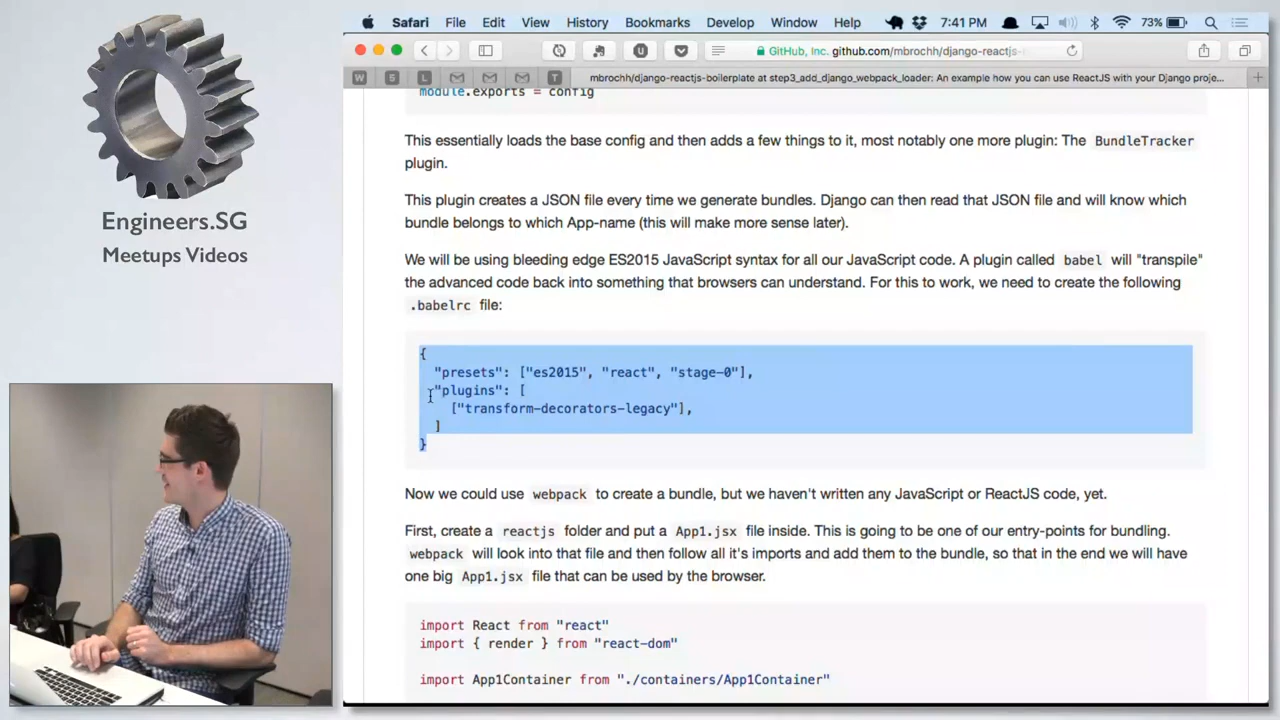 Safari File Edit View History Bookmarks Develop Window Help 7:41 PM 73%
GitHub, Inc. github.com/mbrochh/django-reactjs-
W 5 L T mbrochh/django-reactjs-boilerplate at step3_add_django_webpack_loader: An example how you can use ReactJS with your Django proje...
module.exports = config
This essentially loads the base config and then adds a few things to it, most notably one more plugin: The BundleTracker
plugin.
This plugin creates a JSON file every time we generate bundles. Django can then read that JSON file and will know which
bundle belongs to which App-name (this will make more sense later).
We will be using bleeding edge ES2015 JavaScript syntax for all our JavaScript code. A plugin called babel will "transpile"
the advanced code back into something that browsers can understand. For this to work, we need to create the following
.babelrc file:
{
"presets": ["es2015", "react", "stage-0"],
"plugins": [
["transform-decorators-legacy"],
]
}
Now we could use webpack to create a bundle, but we haven't written any JavaScript or ReactJS code, yet.
First, create a reactjs folder and put a App1.jsx file inside. This is going to be one of our entry-points for bundling.
webpack will look into that file and then follow all it's imports and add them to the bundle, so that in the end we will have
one big App1.jsx file that can be used by the browser.
import React from "react"
import { render } from "react-dom"
import App1Container from "./containers/App1Container"
Engineers.SG
Meetups Videos